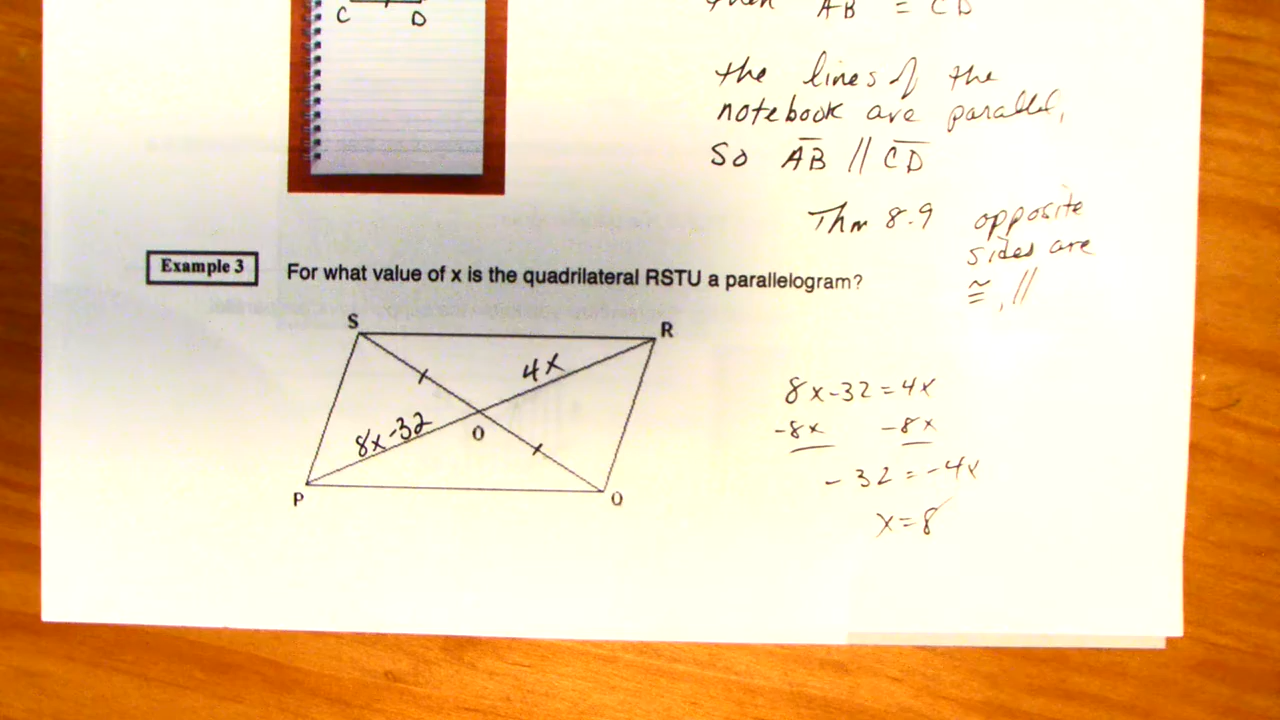 C D
then AB = CD
the lines of the
notebook are parallel,
So AB // CD
Thm 8.9 opposite
sides are
≅, //
Example 3 For what value of x is the quadrilateral RSTU a parallelogram?
S R
4x
8x-32
O
P Q
8x-32 = 4x
-8x -8x
-32 = -4x
x = 8